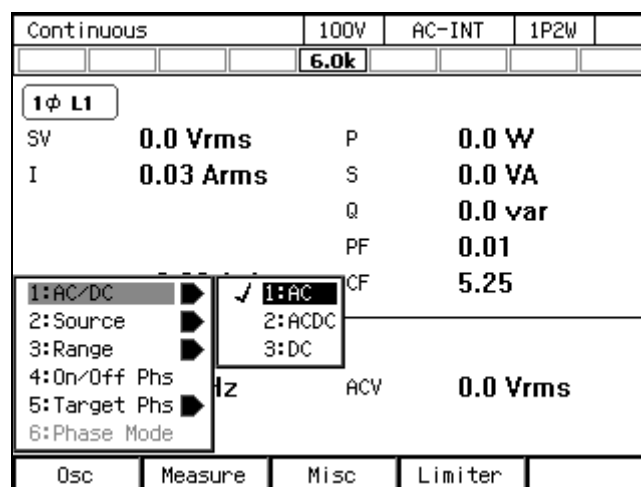 Continuous 100V AC-INT 1P2W
6.0k
1ϕ L1
SV 0.0 Vrms P 0.0 W
I 0.03 Arms S 0.0 VA
Q 0.0 var
PF 0.01
CF 5.25
1:AC/DC ✓ 1:AC
2:Source 2:ACDC
3:Range 3:DC
4:On/Off Phs
5:Target Phs Hz ACV 0.0 Vrms
6:Phase Mode
Osc Measure Misc Limiter